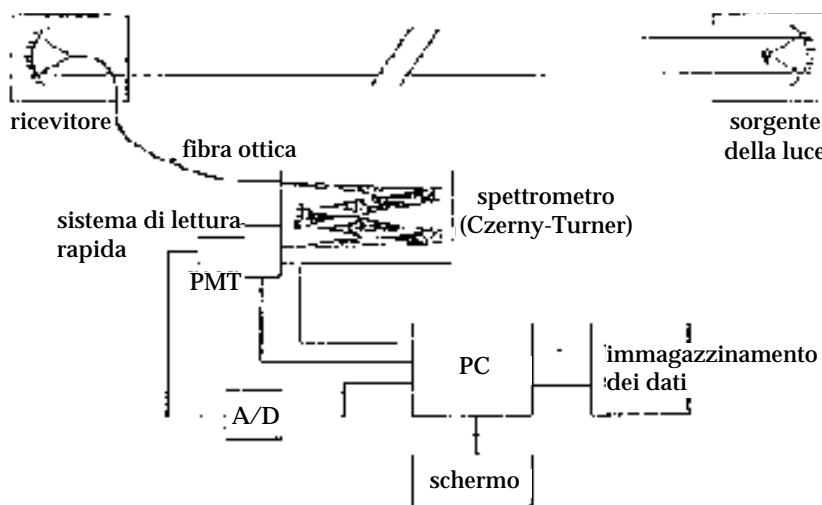 ricevitore
sorgente
della luce
fibra ottica
spettrometro
(Czerny-Turner)
sistema di lettura
rapida
PMT
PC
immagazzinamento
dei dati
A/D
schermo